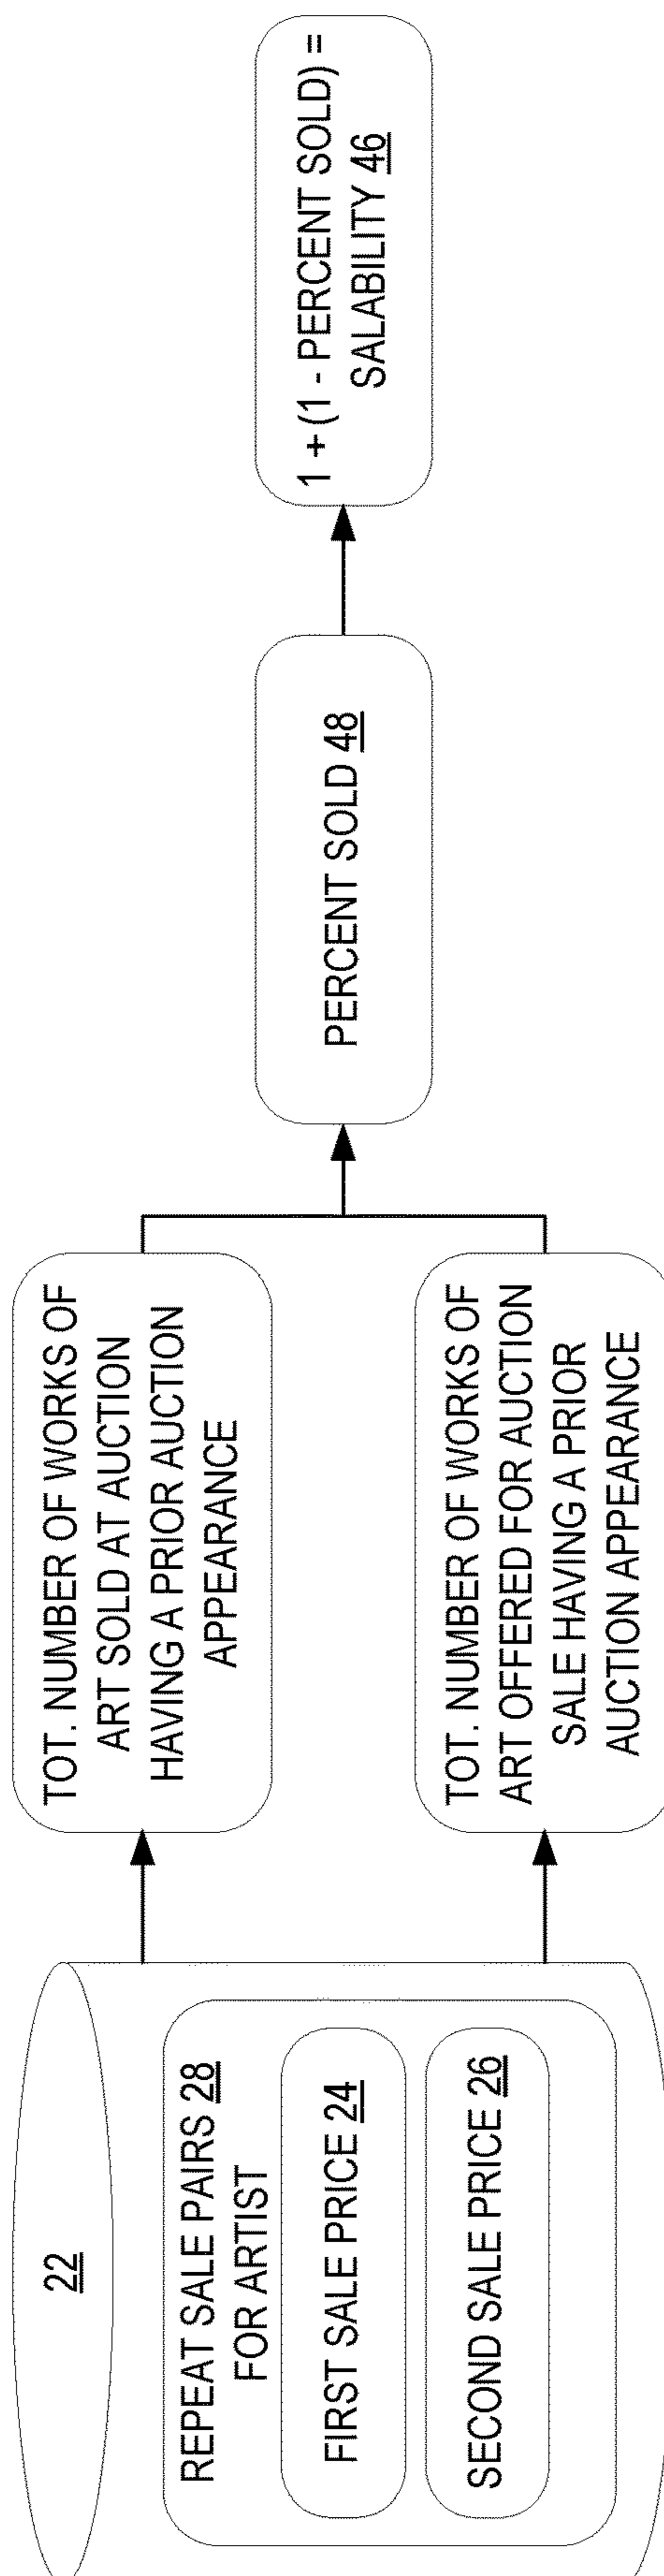 22
REPEAT SALE PAIRS 28
FOR ARTIST
FIRST SALE PRICE 24
SECOND SALE PRICE 26
TOT. NUMBER OF WORKS OF
ART SOLD AT AUCTION
HAVING A PRIOR AUCTION
APPEARANCE
TOT. NUMBER OF WORKS OF
ART OFFERED FOR AUCTION
SALE HAVING A PRIOR
AUCTION APPEARANCE
PERCENT SOLD 48
1 + (1 - PERCENT SOLD) =
SALABILITY 46